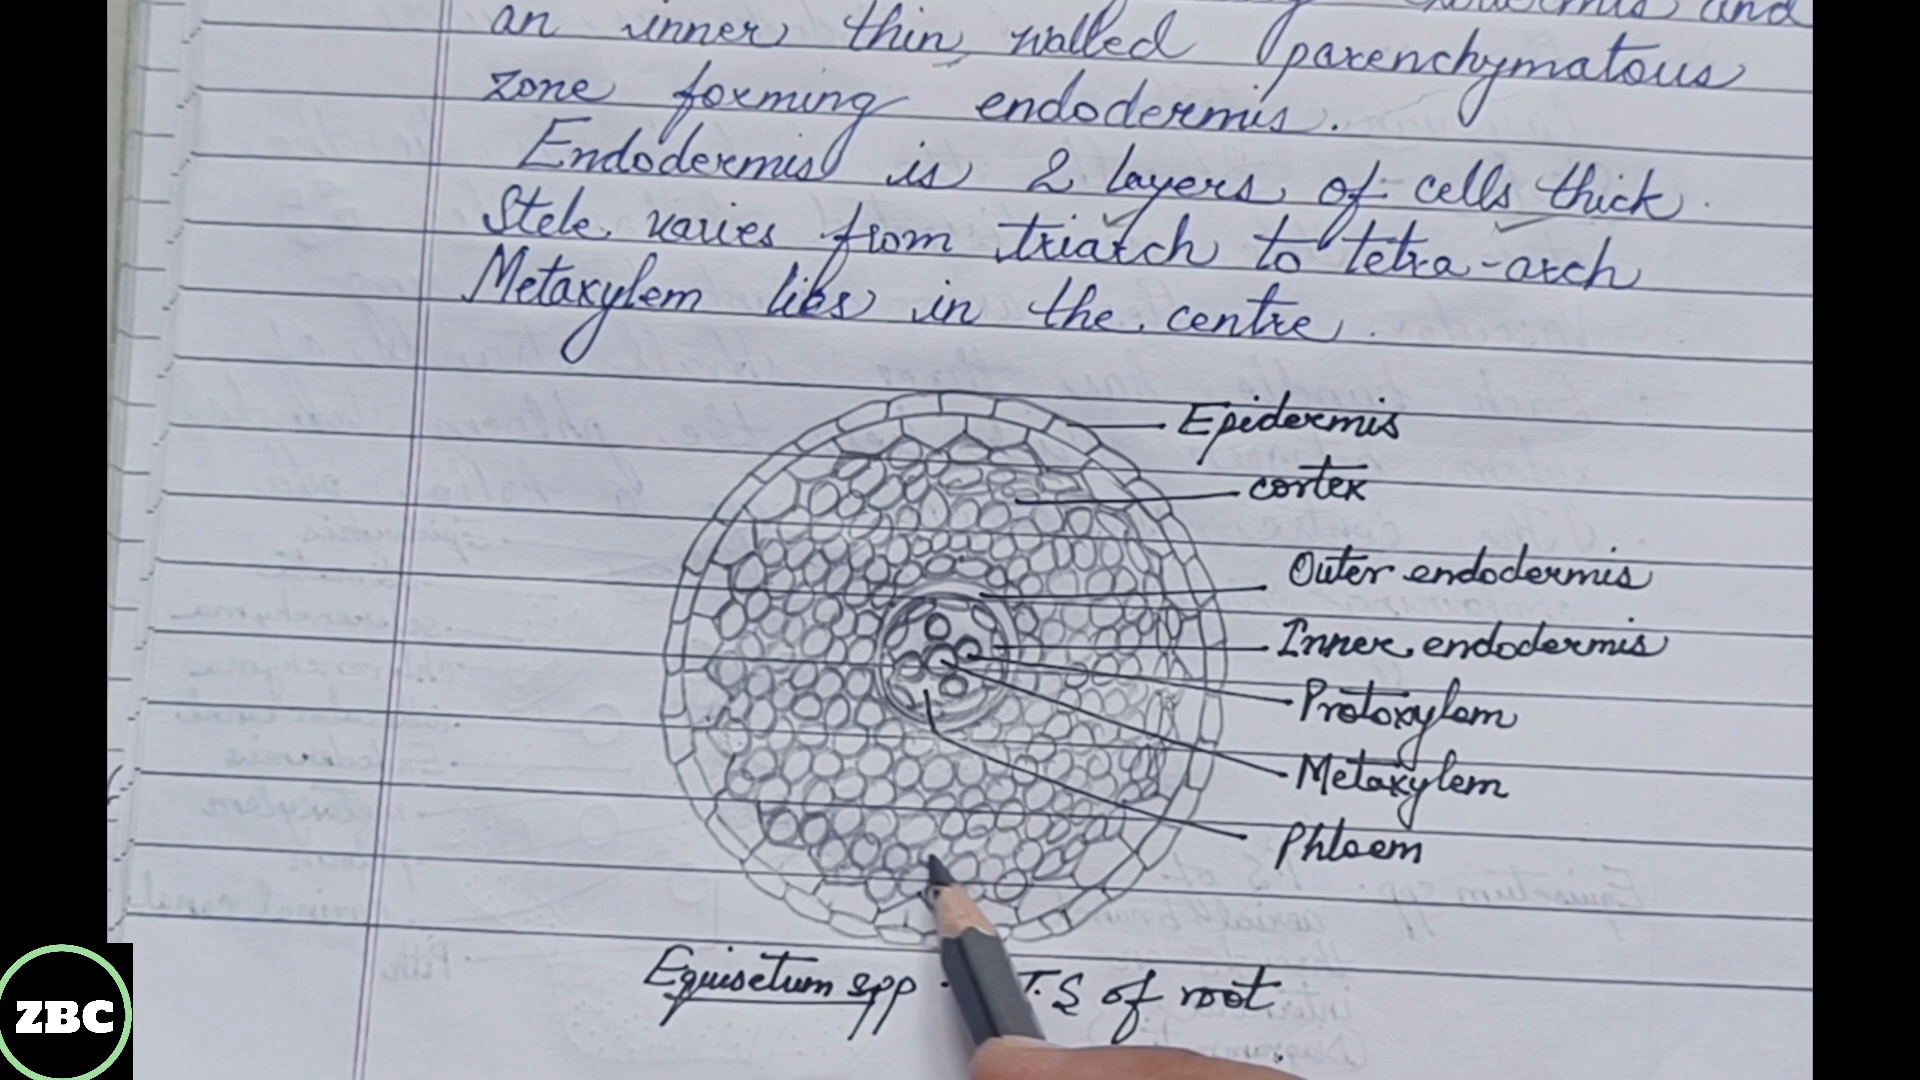 exodermis and
an inner thin walled parenchymatous
zone forming endodermis.
Endodermis is 2 layers of cells thick.
Stele varies from triarch to tetra-arch
Metaxylem lies in the centre.
Epidermis
cortex
Outer endodermis
Inner endodermis
Protoxylem
Metaxylem
Phloem
Equisetum spp. T.S of root.
ZBC